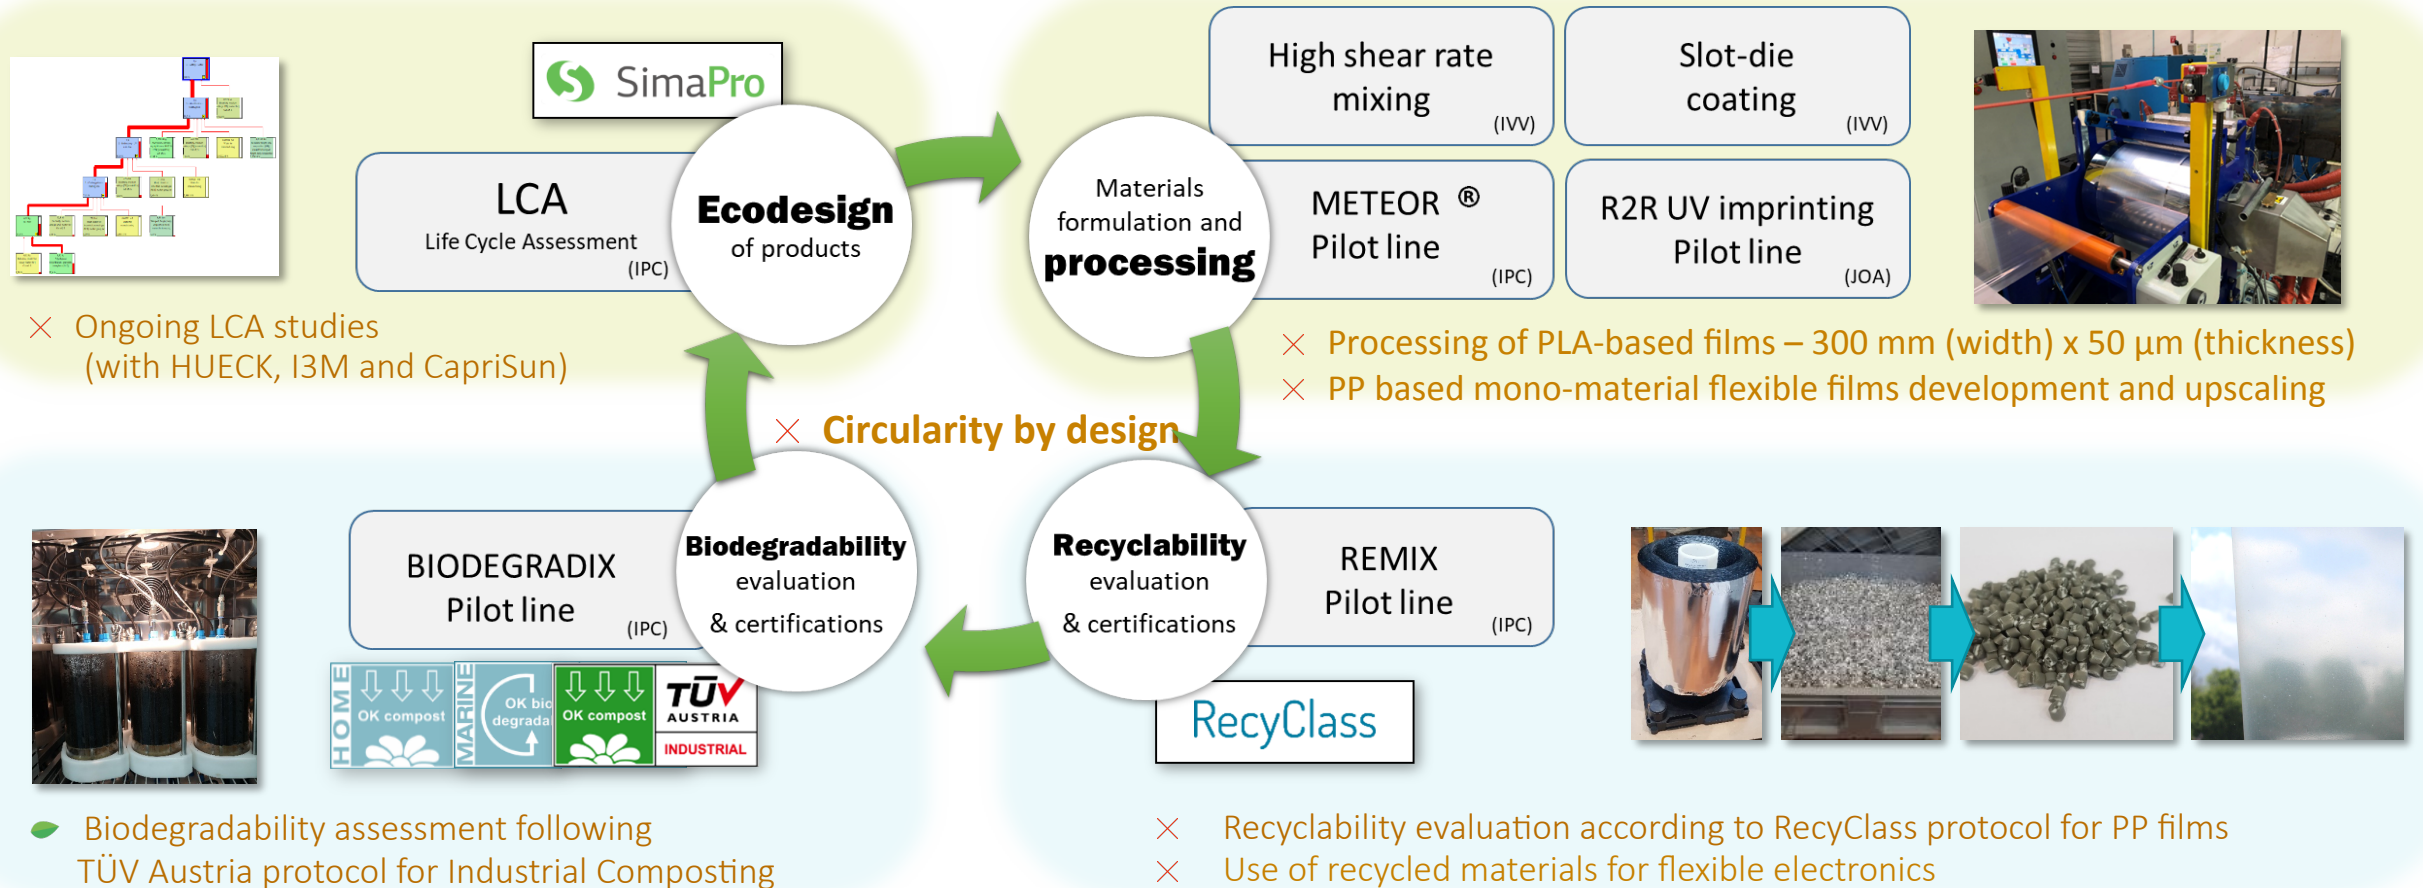 SimaPro
LCA
Life Cycle Assessment
(IPC)
Ecodesign
of products
Ongoing LCA studies
(with HUECK, I3M and CapriSun)
Materials
formulation and
processing
High shear rate
mixing
(IVV)
Slot-die
coating
(IVV)
METEOR ®
Pilot line
(IPC)
R2R UV imprinting
Pilot line
(JOA)
Processing of PLA-based films – 300 mm (width) x 50 µm (thickness)
PP based mono-material flexible films development and upscaling
Circularity by design
BIODEGRADIX
Pilot line
(IPC)
Biodegradability
evaluation
& certifications
HOME
OK compost
MARINE
OK bio
degrada
OK compost
TÜV
AUSTRIA
INDUSTRIAL
Biodegradability assessment following
TÜV Austria protocol for Industrial Composting
Recyclability
evaluation
& certifications
REMIX
Pilot line
(IPC)
RecyClass
Recyclability evaluation according to RecyClass protocol for PP films
Use of recycled materials for flexible electronics